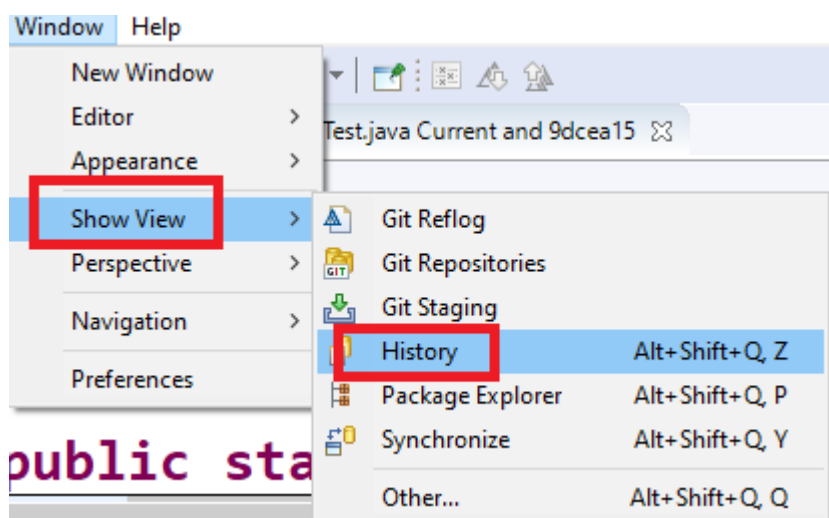 Window Help
New Window
Editor >
Test.java Current and 9dcea15
Appearance >
Show View >
Git Reflog
Perspective >
GIT Git Repositories
Git Staging
Navigation >
History Alt+Shift+Q, Z
Preferences
Package Explorer Alt+Shift+Q, P
Synchronize Alt+Shift+Q, Y
public sta
Other... Alt+Shift+Q, Q